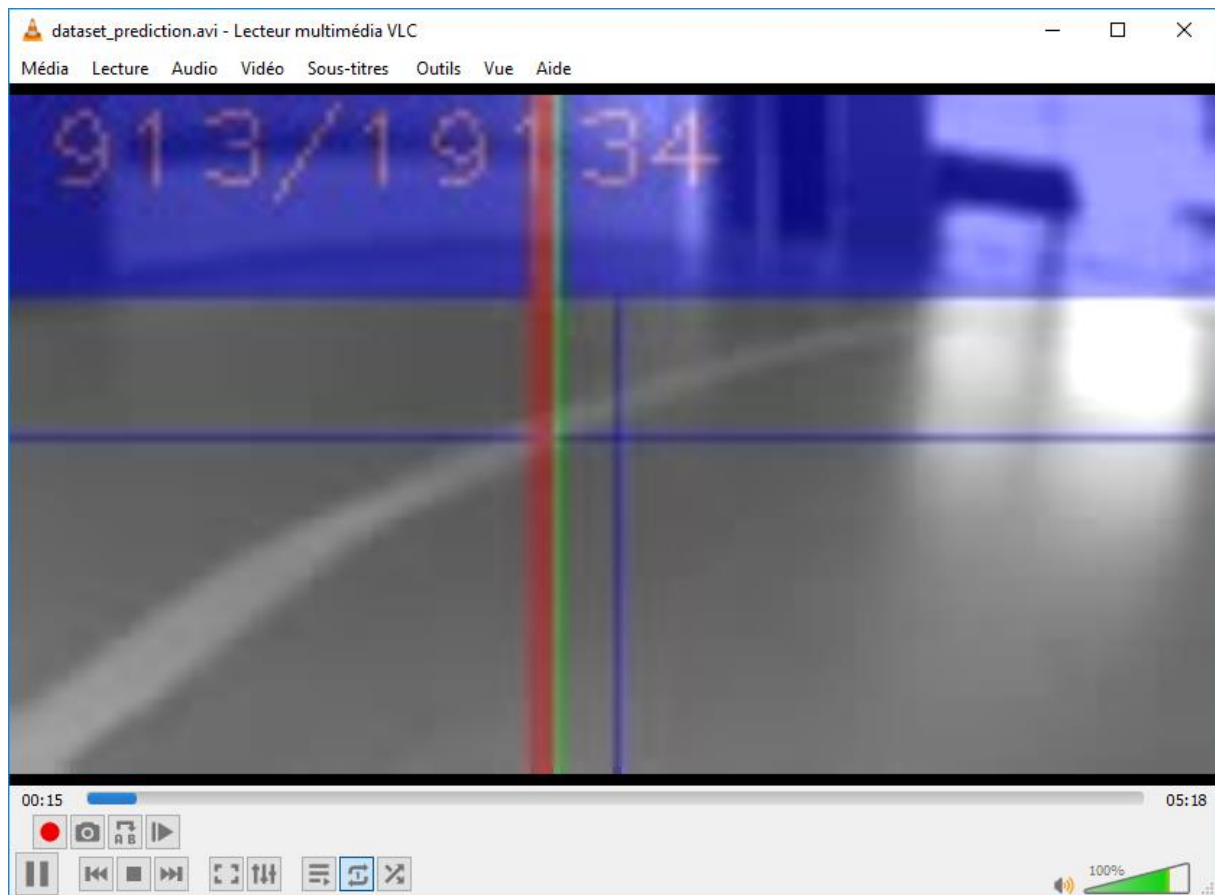 dataset_prediction.avi - Lecteur multimédia VLC
Média Lecture Audio Vidéo Sous-titres Outils Vue Aide
913/19134
00:15 05:18
A B
100%